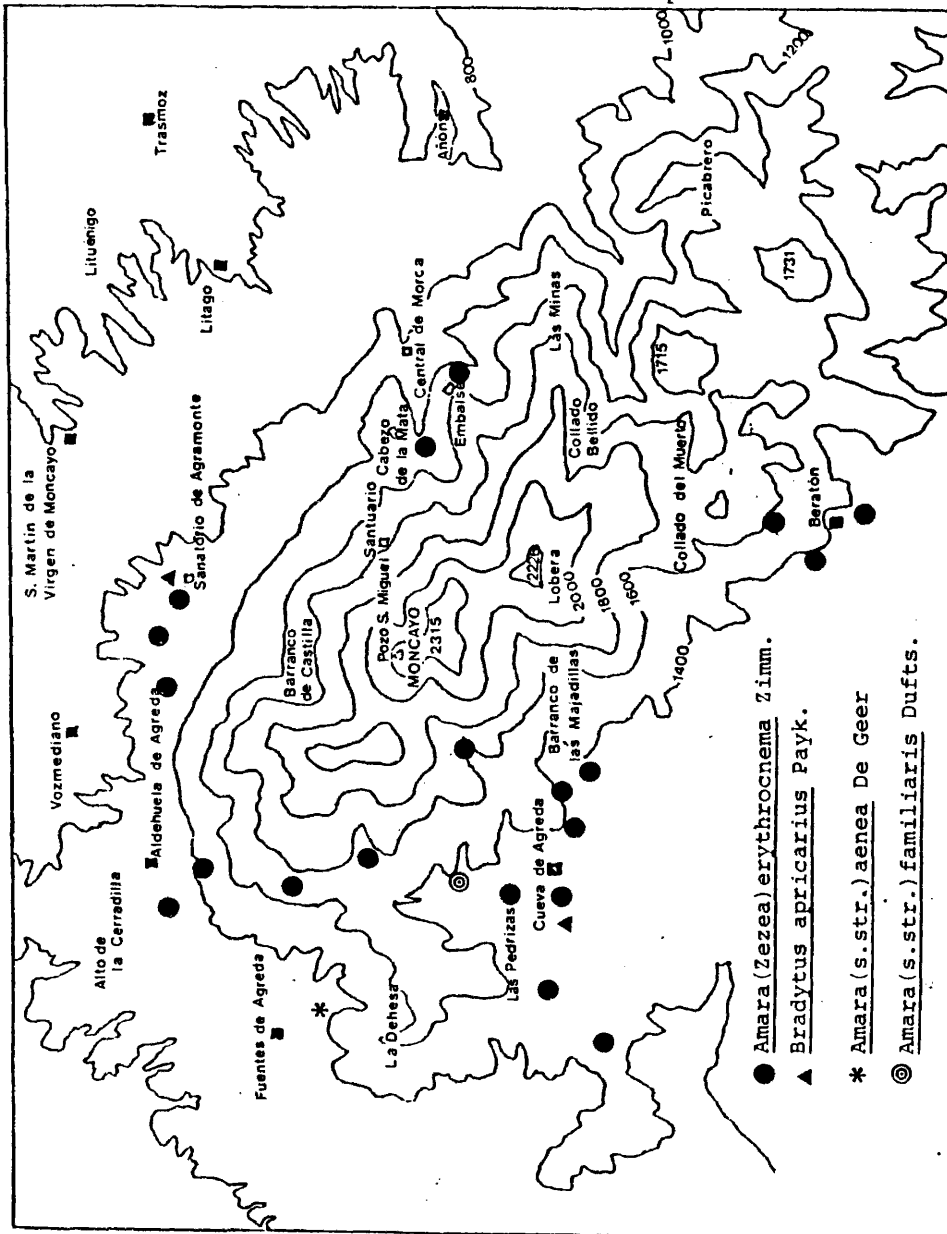 S. Martin de la
Virgen de Moncayo
Lituénigo
Trasmoz
Litago
Vozmediano
Sanatorio de Agramonte
Aldehuela de Agreda
Alto de
la Cerradilla
Fuentes de Agreda
La Dehesa
Barranco
de Castilla
Pozo S. Miguel
Santuario
Cabezo
de la Mata
Central de Morca
Embalse
Añon
800
1000
1200
MONCAYO
2315
Lobera
2226
2000
1800
1600
1400
Collado
Bellido
Las Minas
Picabrero
1715
1731
Collado del Muerto
Beratón
Barranco de
las Majadillas
Cueva de Agreda
Las Pedrizas
Amara(Zezea)erythrocnema Zimm.
Bradytus apricarius Payk.
Amara(s.str.)aenea De Geer
Amara(s.str.)familiaris Dufts.